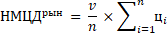 НМЦДрын = v/n × ∑ni=1 цi